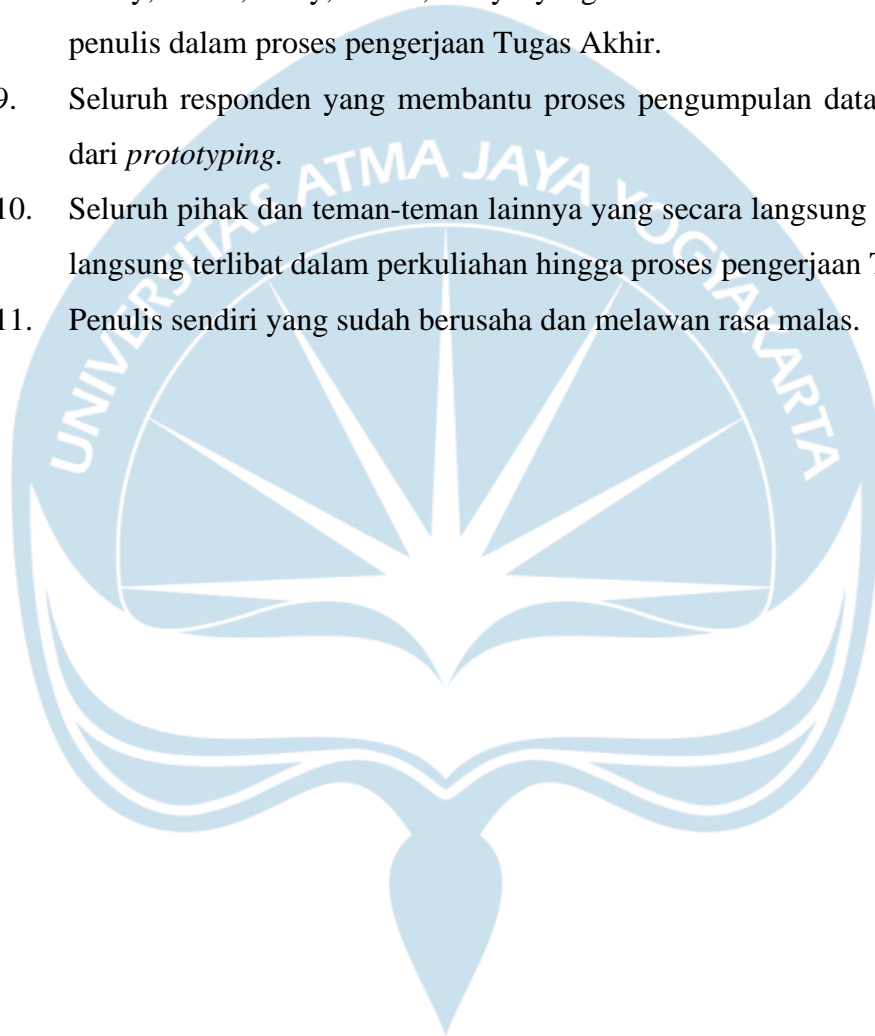 penulis dalam proses pengerjaan Tugas Akhir.
9. Seluruh responden yang membantu proses pengumpulan data
dari prototyping.
10. Seluruh pihak dan teman-teman lainnya yang secara langsung
langsung terlibat dalam perkuliahan hingga proses pengerjaan
11. Penulis sendiri yang sudah berusaha dan melawan rasa malas.
UNIVERSITAS ATMA JAYA YOGYAKARTA